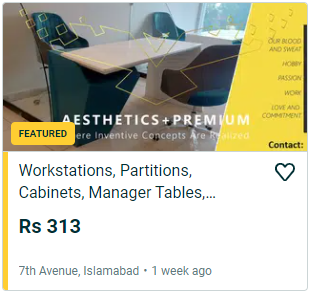 OUR BLOOD
AND SWEAT
HOBBY
PASSION
WORK
LOVE AND
COMMITMENT
AESTHETICS+PREMIUM
ere Inventive Concepts Are Realized
Contact:
FEATURED
Workstations, Partitions,
Cabinets, Manager Tables,...
Rs 313
7th Avenue, Islamabad • 1 week ago